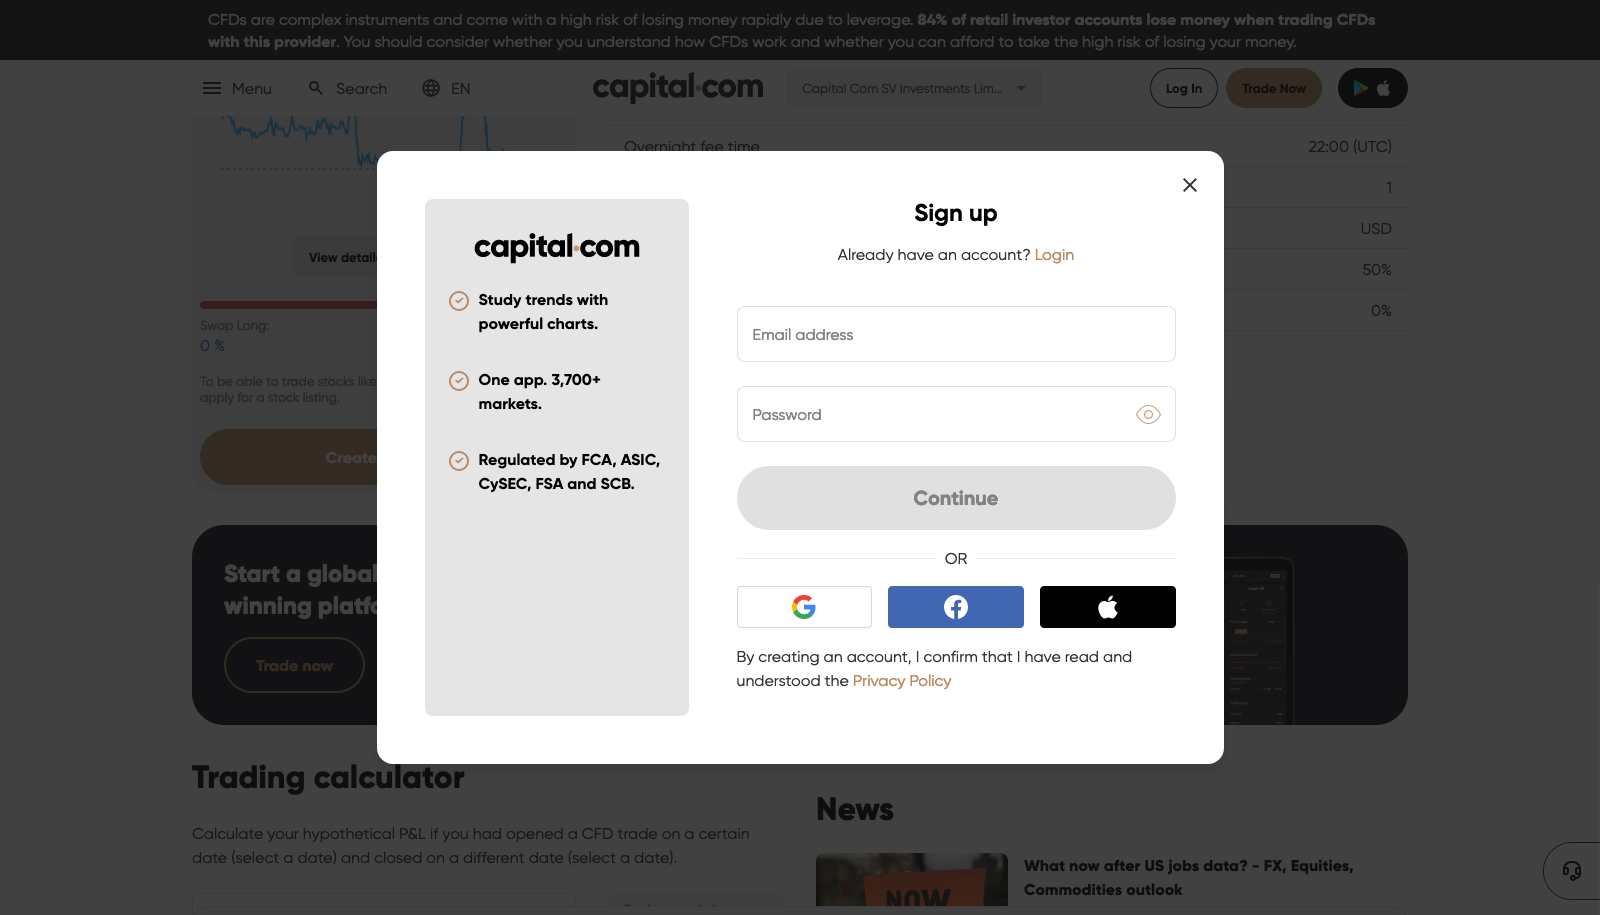 CFDs are complex instruments and come with a high risk of losing money rapidly due to leverage. 84% of retail investor accounts lose money when trading CFDs
with this provider. You should consider whether you understand how CFDs work and whether you can afford to take the high risk of losing your money.
Menu
Search
EN
capital.com
Capital Com SV Investments Lim...
Log In
Trade Now
Overnight fee time
22:00 (UTC)
1
USD
50%
0%
View detaile
Swap Long:
0 %
To be able to trade stocks like
apply for a stock listing.
Create
capital.com
Study trends with
powerful charts.
One app. 3,700+
markets.
Regulated by FCA, ASIC,
CySEC, FSA and SCB.
Sign up
Already have an account? Login
Email address
Password
Continue
OR
By creating an account, I confirm that I have read and
understood the Privacy Policy
Start a global
winning platfo
Trade now
Trading calculator
Calculate your hypothetical P&L if you had opened a CFD trade on a certain
date (select a date) and closed on a different date (select a date).
News
NOW
What now after US jobs data? - FX, Equities,
Commodities outlook